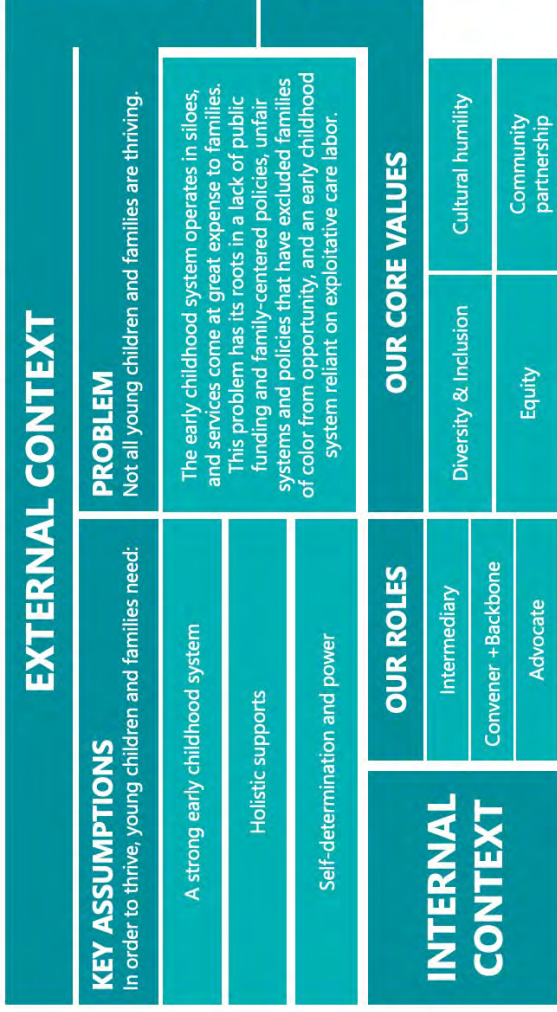 EXTERNAL CONTEXT
KEY ASSUMPTIONS
In order to thrive, young children and families need:
A strong early childhood system
Holistic supports
Self-determination and power
PROBLEM
Not all young children and families are thriving.
The early childhood system operates in siloes,
and services come at great expense to families.
This problem has its roots in a lack of public
funding and family-centered policies, unfair
systems and policies that have excluded families
of color from opportunity, and an early childhood
system reliant on exploitative care labor.
INTERNAL
CONTEXT
OUR ROLES
Intermediary
Convener +Backbone
Advocate
OUR CORE VALUES
Diversity & Inclusion
Cultural humility
Equity
Community
partnership